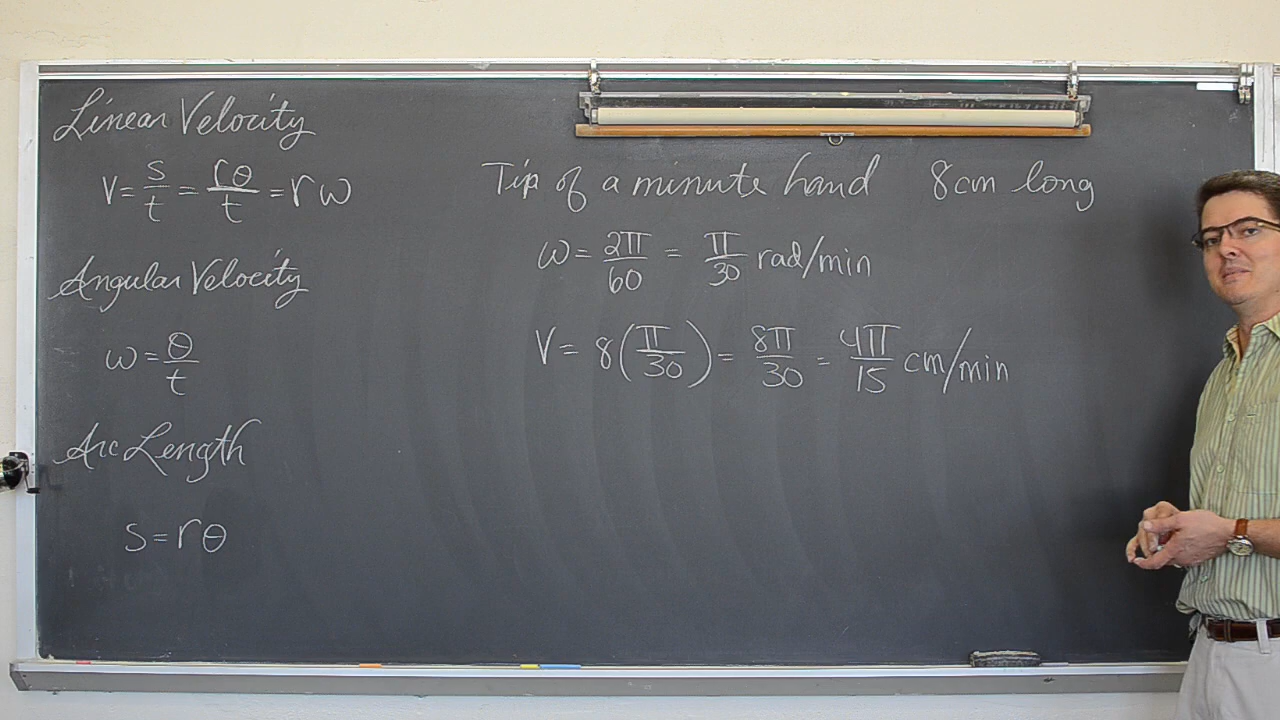 Linear Velocity
V = s/t = rθ/t = rω
Angular Velocity
ω = θ/t
Arc Length
s = rθ
Tip of a minute hand 8cm long
ω = 2π/60 = π/30 rad/min
V = 8(π/30) = 8π/30 = 4π/15 cm/min